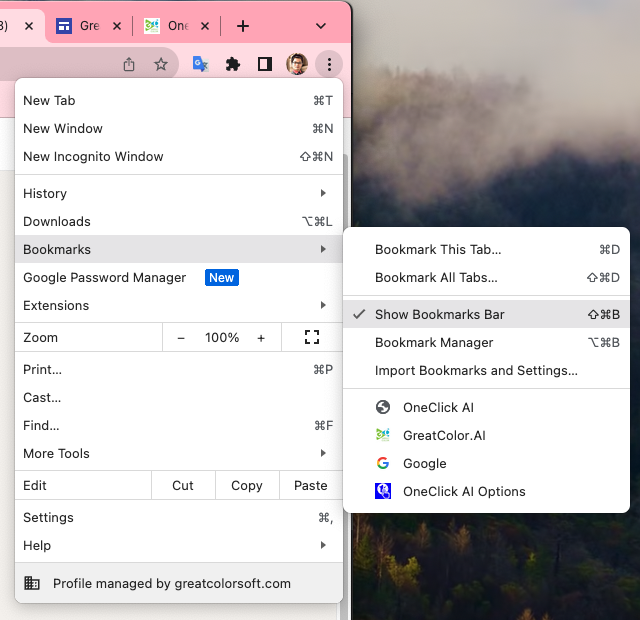 3)
Gre
One
New Tab ⌘T
New Window ⌘N
New Incognito Window ⇧⌘N
History
Downloads ⌥⌘L
Bookmarks
Google Password Manager New
Extensions
Zoom – 100% +
Print... ⌘P
Cast...
Find... ⌘F
More Tools
Edit Cut Copy Paste
Settings ⌘,
Help
Profile managed by greatcolorsoft.com
Bookmark This Tab... ⌘D
Bookmark All Tabs... ⇧⌘D
Show Bookmarks Bar ⇧⌘B
Bookmark Manager ⌥⌘B
Import Bookmarks and Settings...
OneClick AI
GreatColor.AI
Google
OneClick AI Options